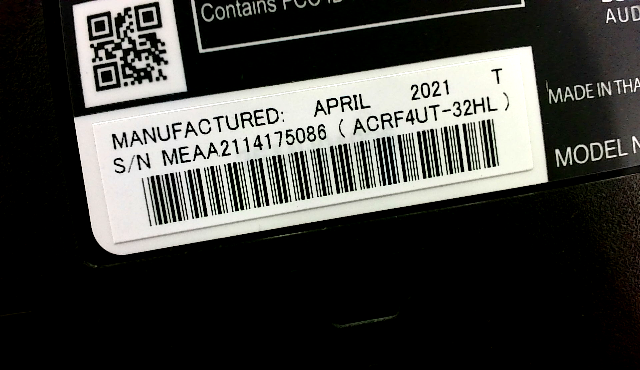 Contains FCC ID
AUD
MANUFACTURED: APRIL 2021 T
S/N MEAA2114175086 ( ACRF4UT-32HL )
MADE IN THA
MODEL N